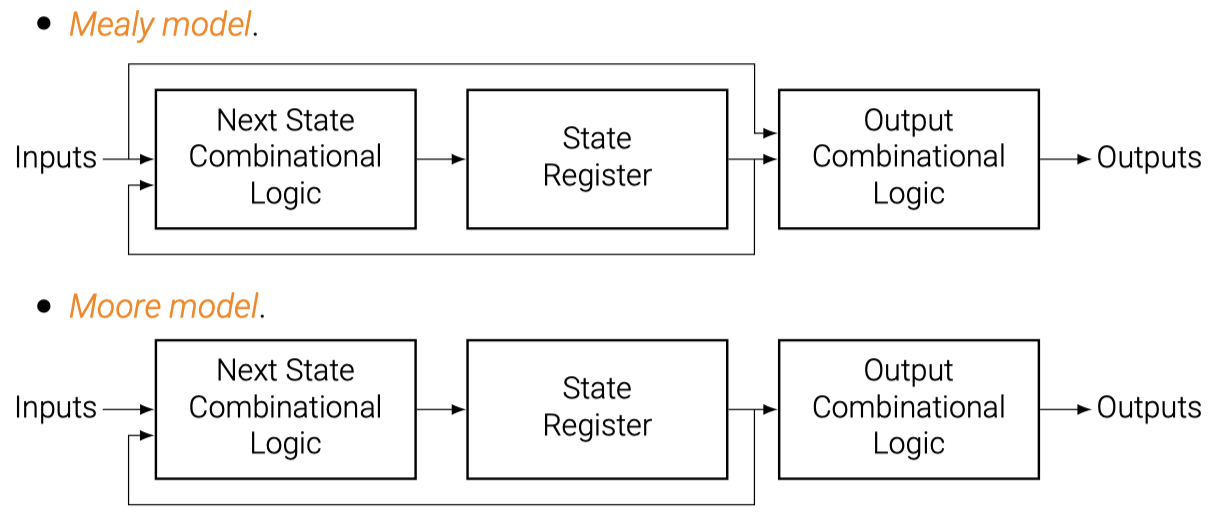 • Mealy model.
Inputs
Next State
Combinational
Logic
State
Register
Output
Combinational
Logic
Outputs
• Moore model.
Inputs
Next State
Combinational
Logic
State
Register
Output
Combinational
Logic
Outputs